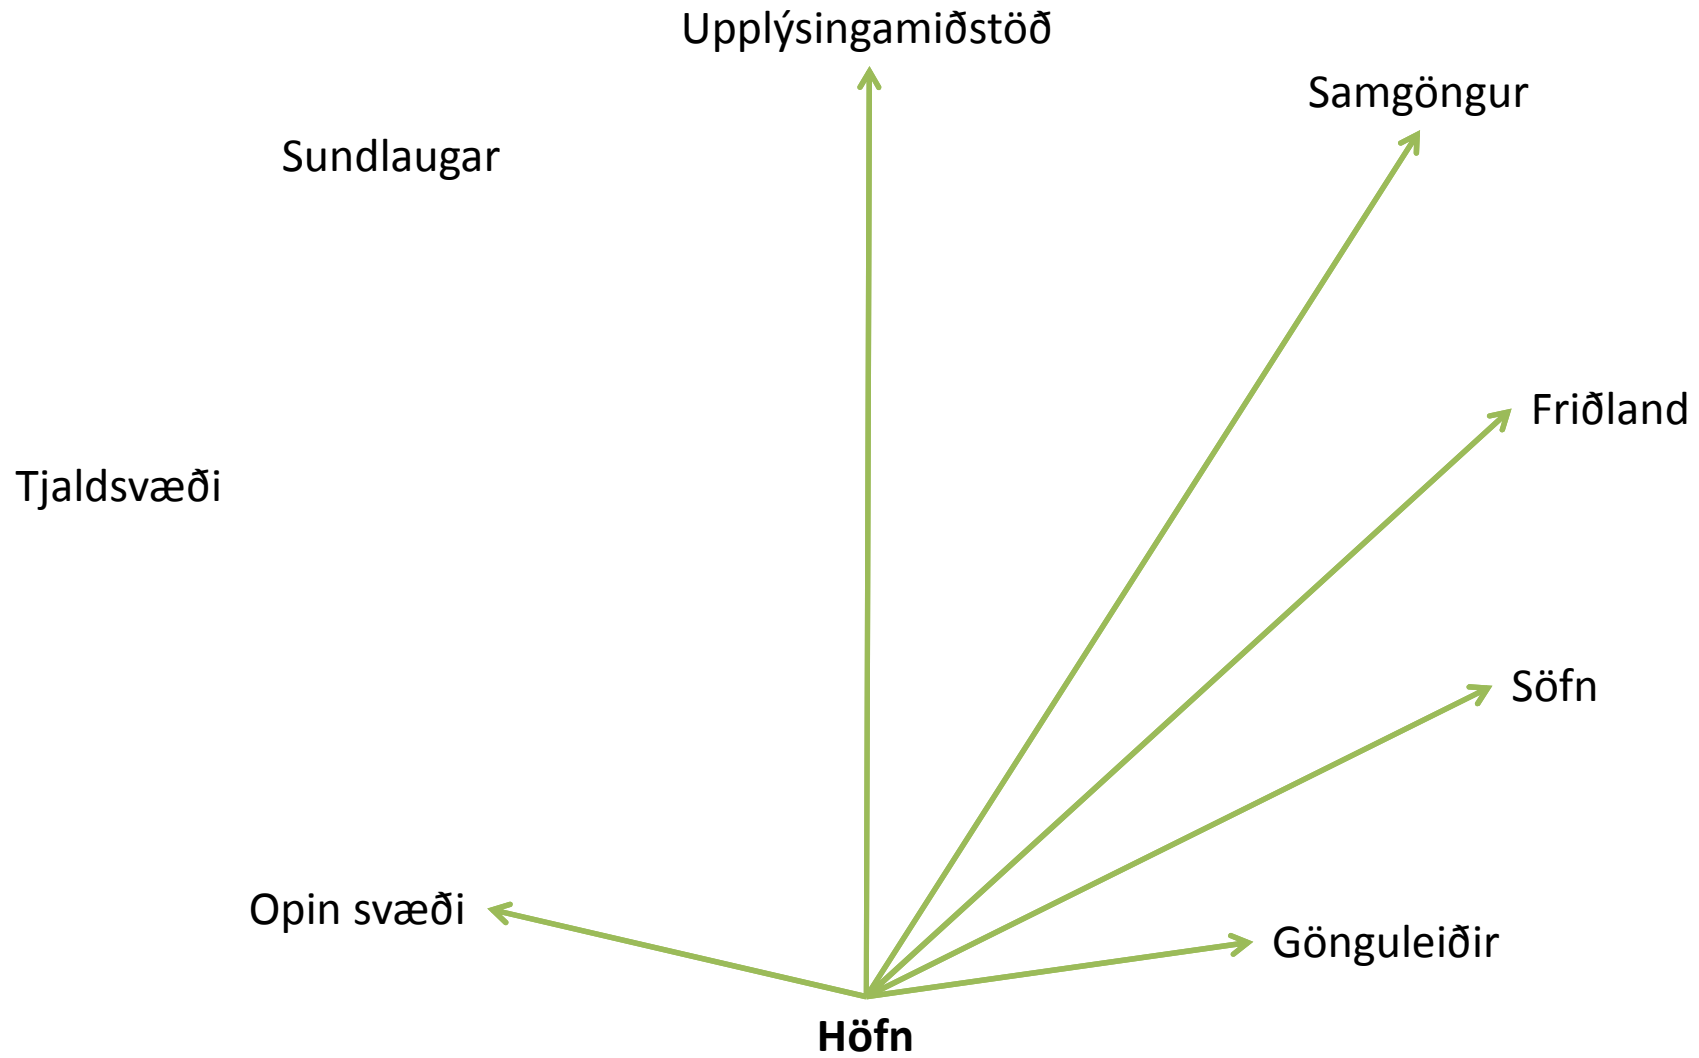 Upplýsingamiðstöð
Samgöngur
Sundlaugar
Friðland
Tjaldsvæði
Söfn
Opin svæði
Gönguleiðir
Höfn